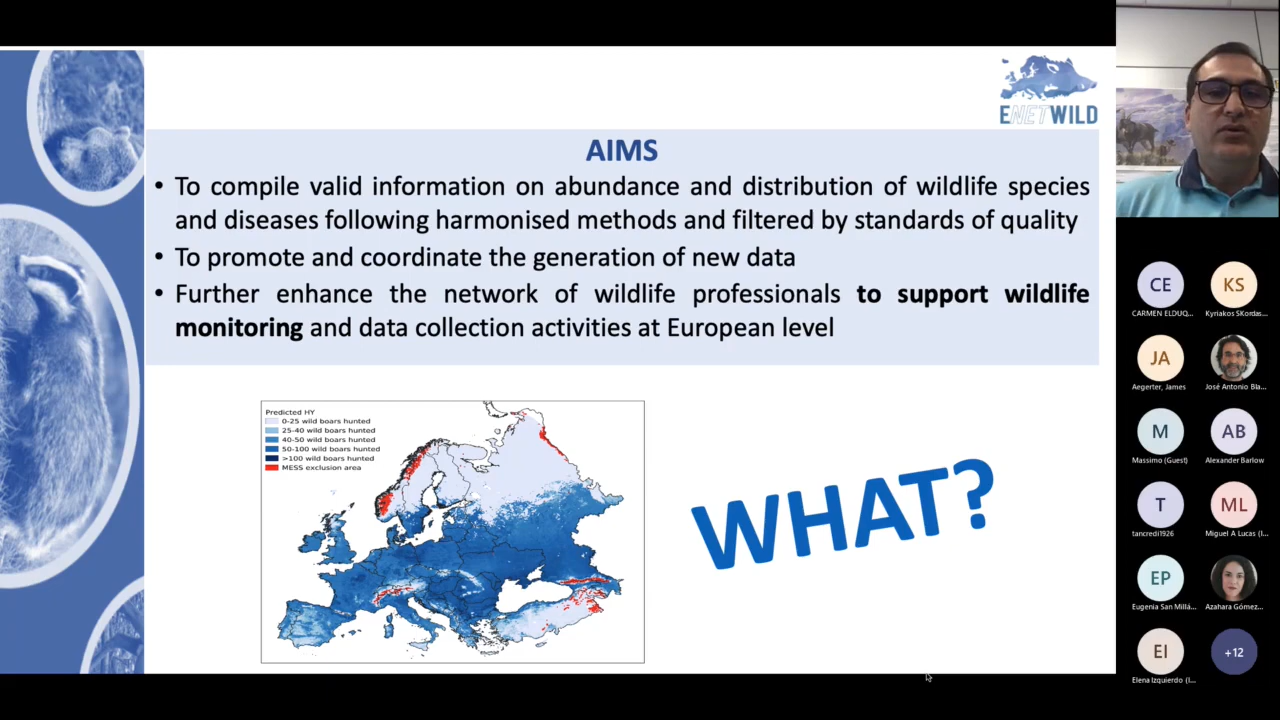 ENETWILD
AIMS
• To compile valid information on abundance and distribution of wildlife species
and diseases following harmonised methods and filtered by standards of quality
• To promote and coordinate the generation of new data
• Further enhance the network of wildlife professionals to support wildlife
monitoring and data collection activities at European level
Predicted HY
0-25 wild boars hunted
25-40 wild boars hunted
40-50 wild boars hunted
50-100 wild boars hunted
>100 wild boars hunted
MESS exclusion area
WHAT?
CE
CARMEN ELDUQ...
KS
Kyriakos SKordas...
JA
Aegerter, James
José Antonio Bla...
M
Massimo (Guest)
AB
Alexander Barlow
T
tancredi1926
ML
Miguel A Lucas (I...
EP
Eugenia San Millá...
Azahara Gómez...
EI
Elena Izquierdo (I...
+12